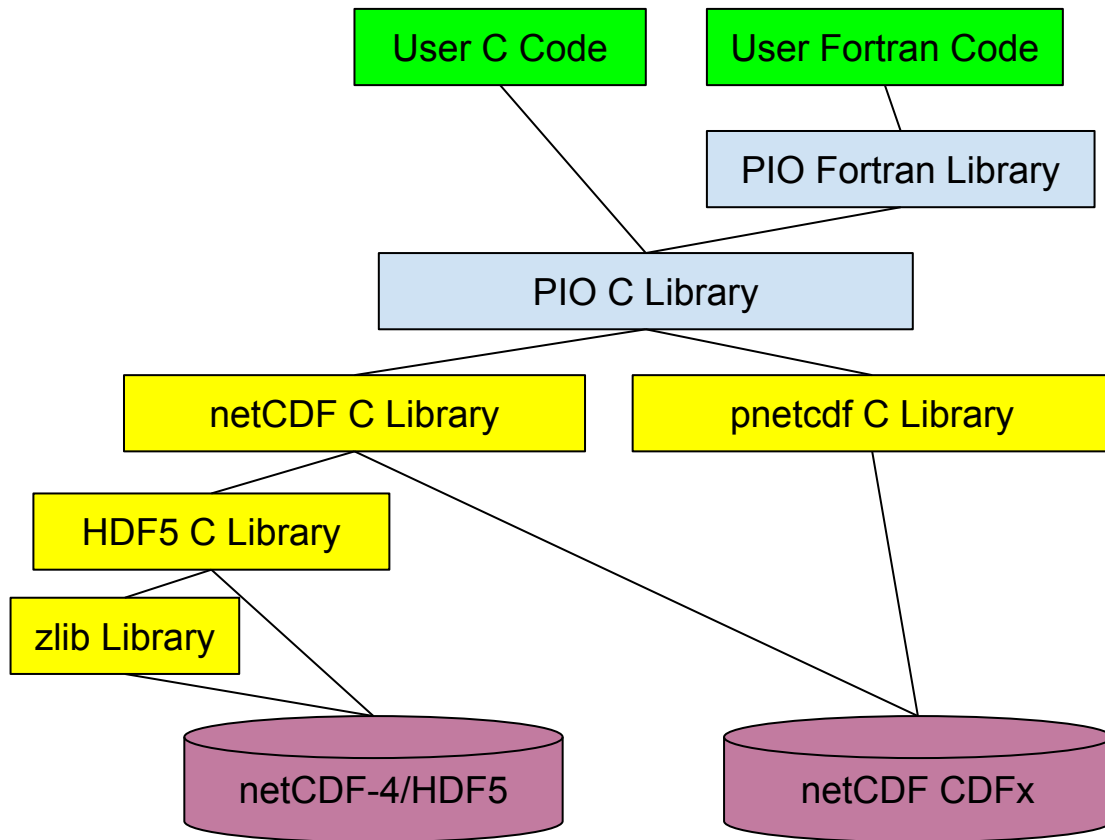 User C Code
User Fortran Code
PIO Fortran Library
PIO C Library
netCDF C Library
pnetcdf C Library
HDF5 C Library
zlib Library
netCDF-4/HDF5
netCDF CDFx